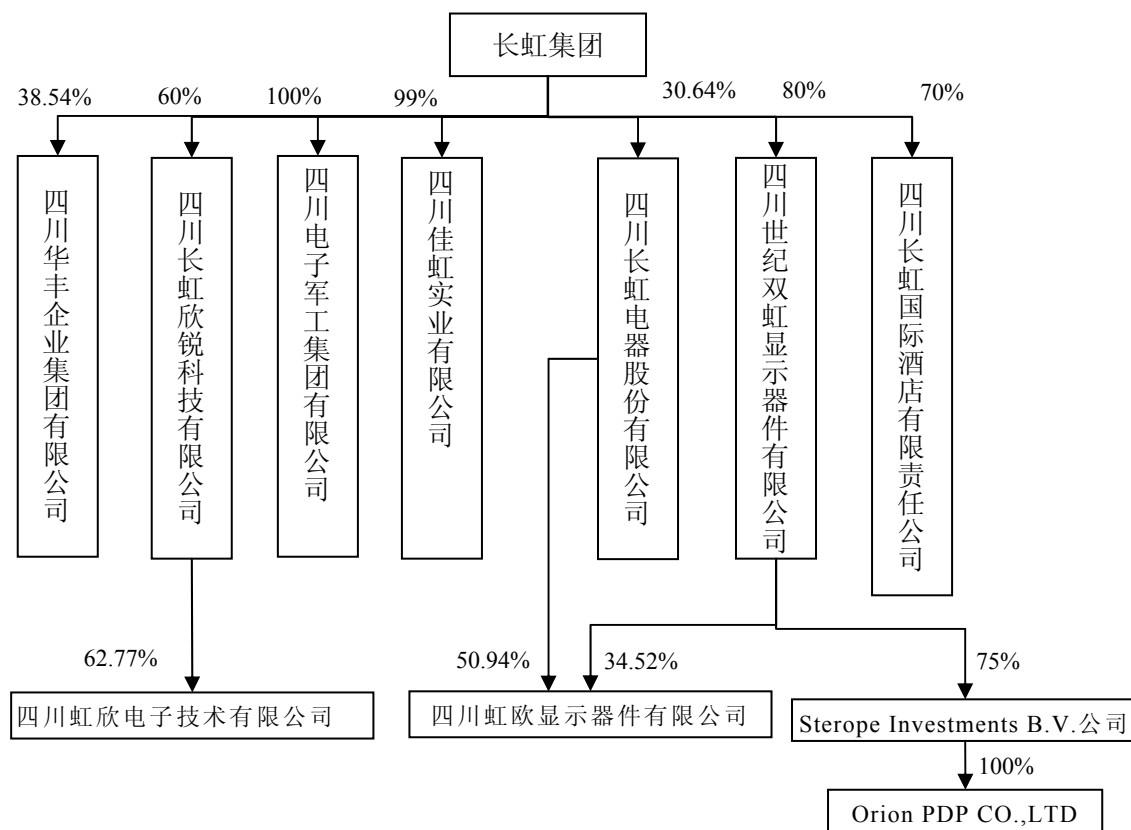 长虹集团
38.54%
60%
100%
99%
30.64%
80%
70%
四川华丰企业集团有限公司
四川长虹欣锐科技有限公司
四川电子军工集团有限公司
四川佳虹实业有限公司
四川长虹电器股份有限公司
四川世纪双虹显示器件有限公司
四川长虹国际酒店有限责任公司
62.77%
50.94%
34.52%
75%
四川虹欣电子技术有限公司
四川虹欧显示器件有限公司
Sterope Investments B.V.公司
100%
Orion PDP CO.,LTD